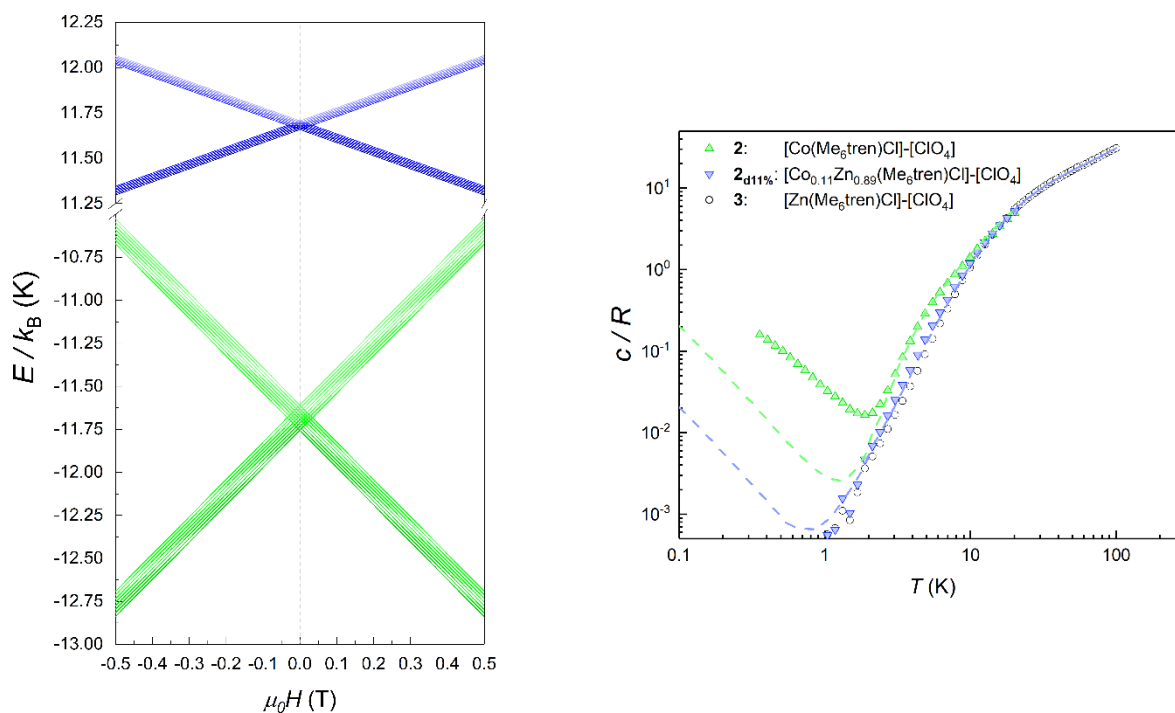 12.25
12.00
11.75
11.50
11.25
-10.75
-11.00
-11.25
-11.50
-11.75
-12.00
-12.25
-12.50
-12.75
-13.00
E / k_B (K)
-0.5 -0.4 -0.3 -0.2 -0.1 0.0 0.1 0.2 0.3 0.4 0.5
μ₀H (T)
2: [Co(Me₆tren)Cl]-[ClO₄]
2_d11%: [Co₀.₁₁Zn₀.₈₉(Me₆tren)Cl]-[ClO₄]
3: [Zn(Me₆tren)Cl]-[ClO₄]
10¹
10⁰
10⁻¹
10⁻²
10⁻³
c / R
0.1 1 10 100
T (K)